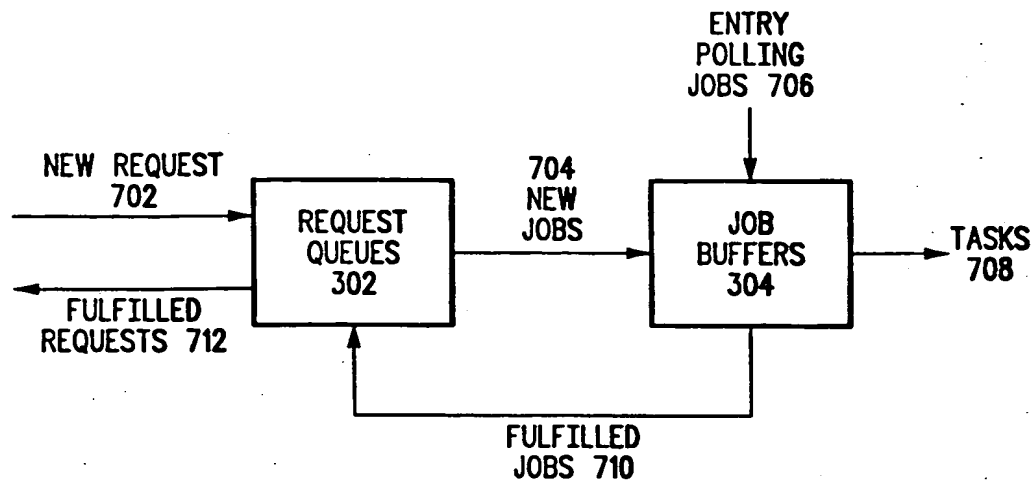 ENTRY
POLLING
JOBS 706
NEW REQUEST
702
REQUEST
QUEUES
302
704
NEW
JOBS
JOB
BUFFERS
304
TASKS
708
FULFILLED
REQUESTS 712
FULFILLED
JOBS 710